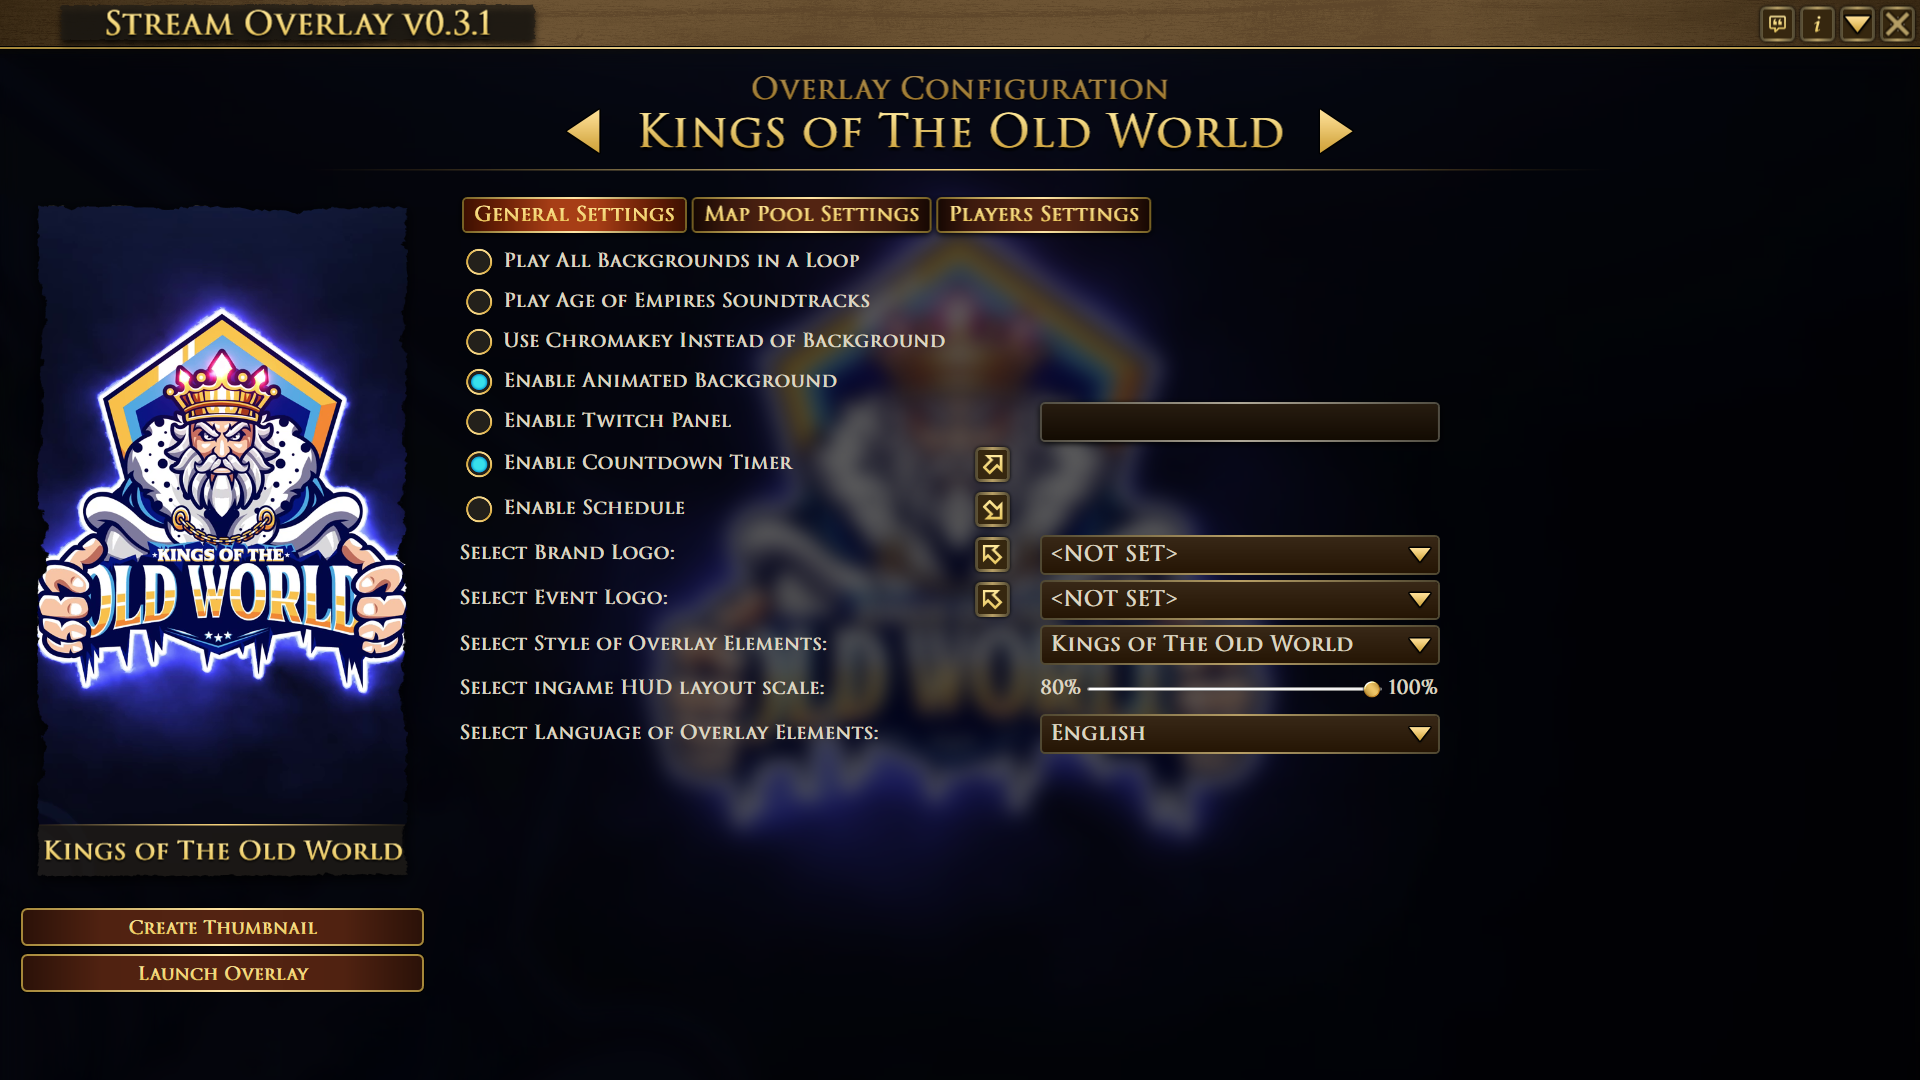 Stream Overlay v0.3.1
i
Overlay Configuration
Kings of The Old World
General Settings
Map Pool Settings
Players Settings
Play All Backgrounds in a Loop
Play Age of Empires Soundtracks
Use Chromakey Instead of Background
Enable Animated Background
Enable Twitch Panel
Enable Countdown Timer
Enable Schedule
Select Brand Logo:
<NOT SET>
Select Event Logo:
<NOT SET>
Select Style of Overlay Elements:
Kings of The Old World
Select ingame HUD layout scale:
80%
100%
Select Language of Overlay Elements:
English
KINGS OF THE
OLD WORLD
Kings of The Old World
Create Thumbnail
Launch Overlay